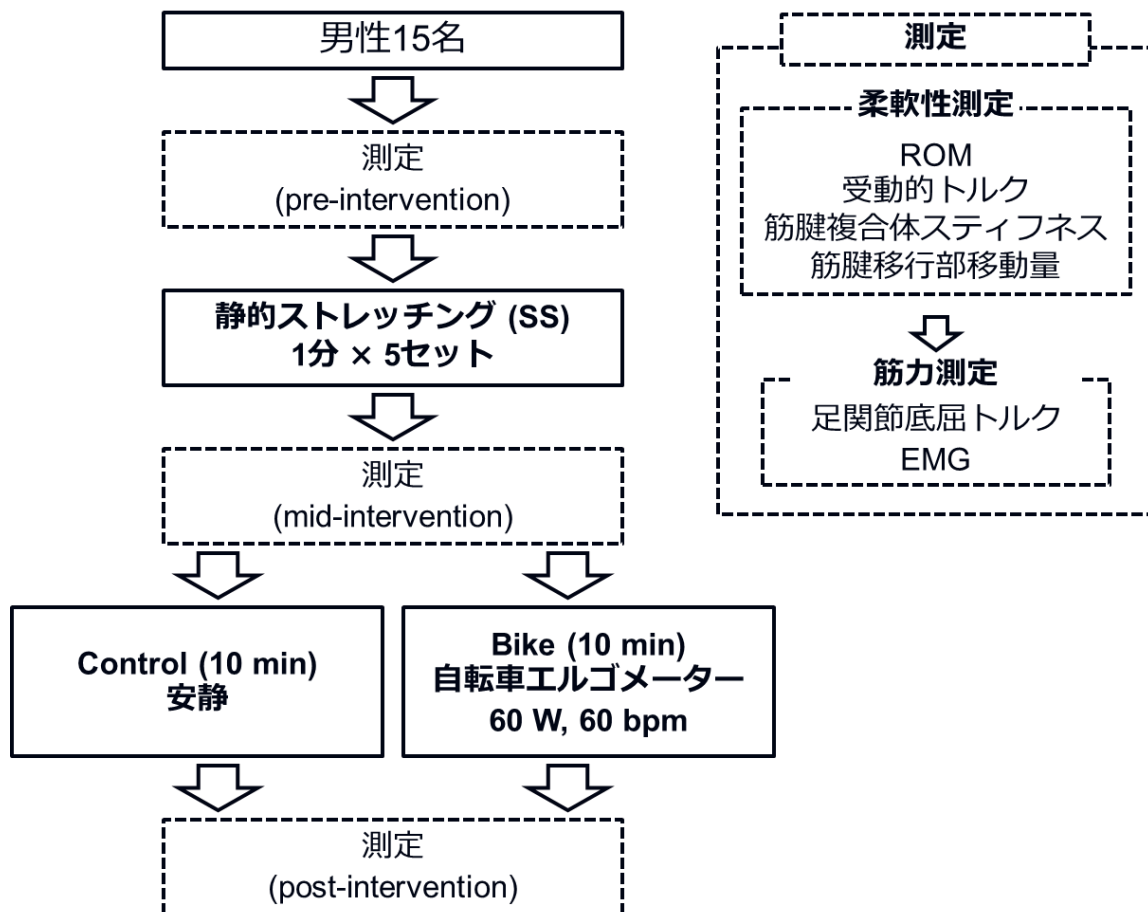 男性15名
測定
(pre-intervention)
静的ストレッチング (SS)
1分 × 5セット
測定
(mid-intervention)
Control (10 min)
安静
Bike (10 min)
自転車エルゴメーター
60 W, 60 bpm
測定
(post-intervention)
測定
柔軟性測定
ROM
受動的トルク
筋腱複合体スティフネス
筋腱移行部移動量
筋力測定
足関節底屈トルク
EMG